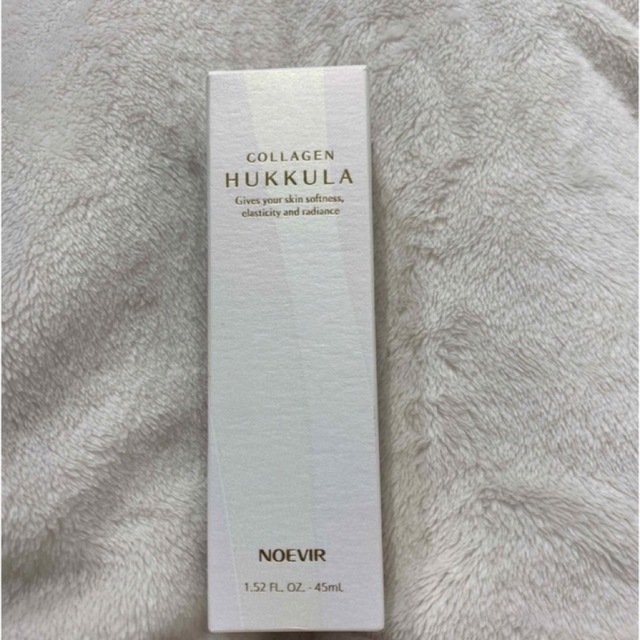 COLLAGEN
HUKKULA
Gives your skin softness,
elasticity and radiance
NOEVIR
1.52 FL. OZ. - 45mL